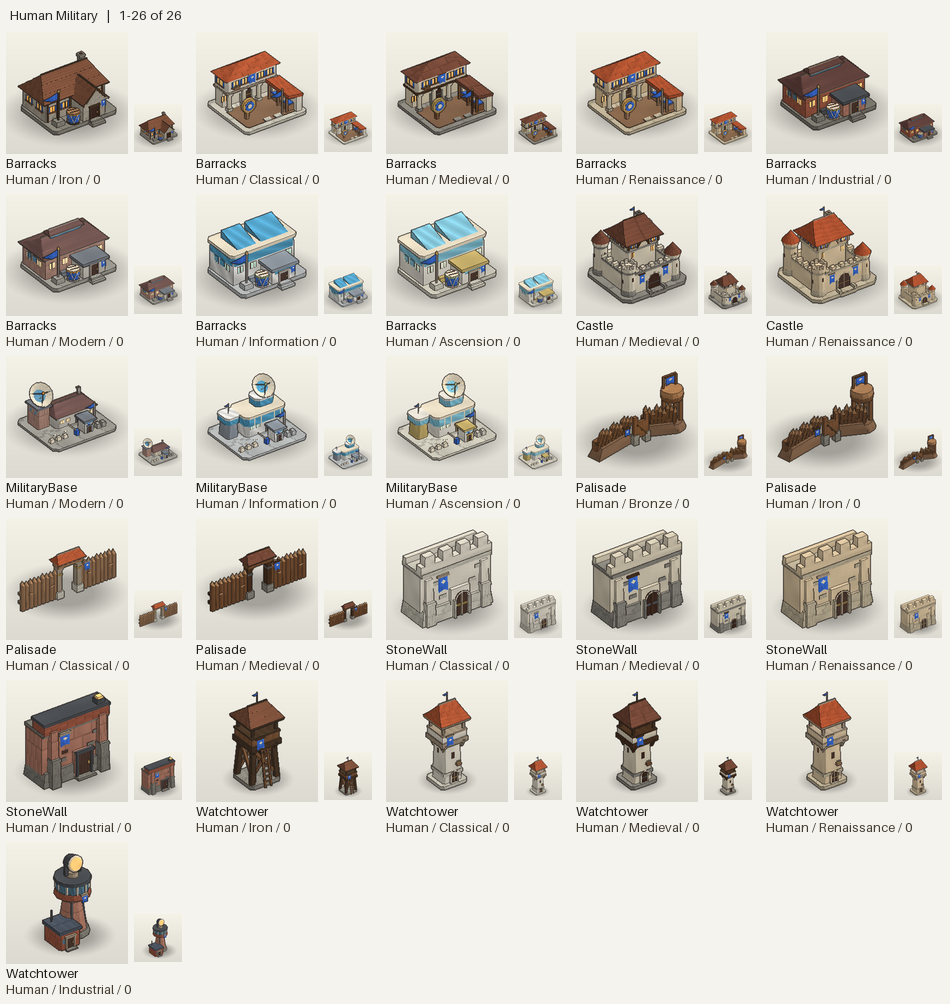 Human Military | 1-26 of 26
Barracks
Human / Iron / 0
Barracks
Human / Classical / 0
Barracks
Human / Medieval / 0
Barracks
Human / Renaissance / 0
Barracks
Human / Industrial / 0
Barracks
Human / Modern / 0
Barracks
Human / Information / 0
Barracks
Human / Ascension / 0
Castle
Human / Medieval / 0
Castle
Human / Renaissance / 0
MilitaryBase
Human / Modern / 0
MilitaryBase
Human / Information / 0
MilitaryBase
Human / Ascension / 0
Palisade
Human / Bronze / 0
Palisade
Human / Iron / 0
Palisade
Human / Classical / 0
Palisade
Human / Medieval / 0
StoneWall
Human / Classical / 0
StoneWall
Human / Medieval / 0
StoneWall
Human / Renaissance / 0
StoneWall
Human / Industrial / 0
Watchtower
Human / Iron / 0
Watchtower
Human / Classical / 0
Watchtower
Human / Medieval / 0
Watchtower
Human / Renaissance / 0
Watchtower
Human / Industrial / 0